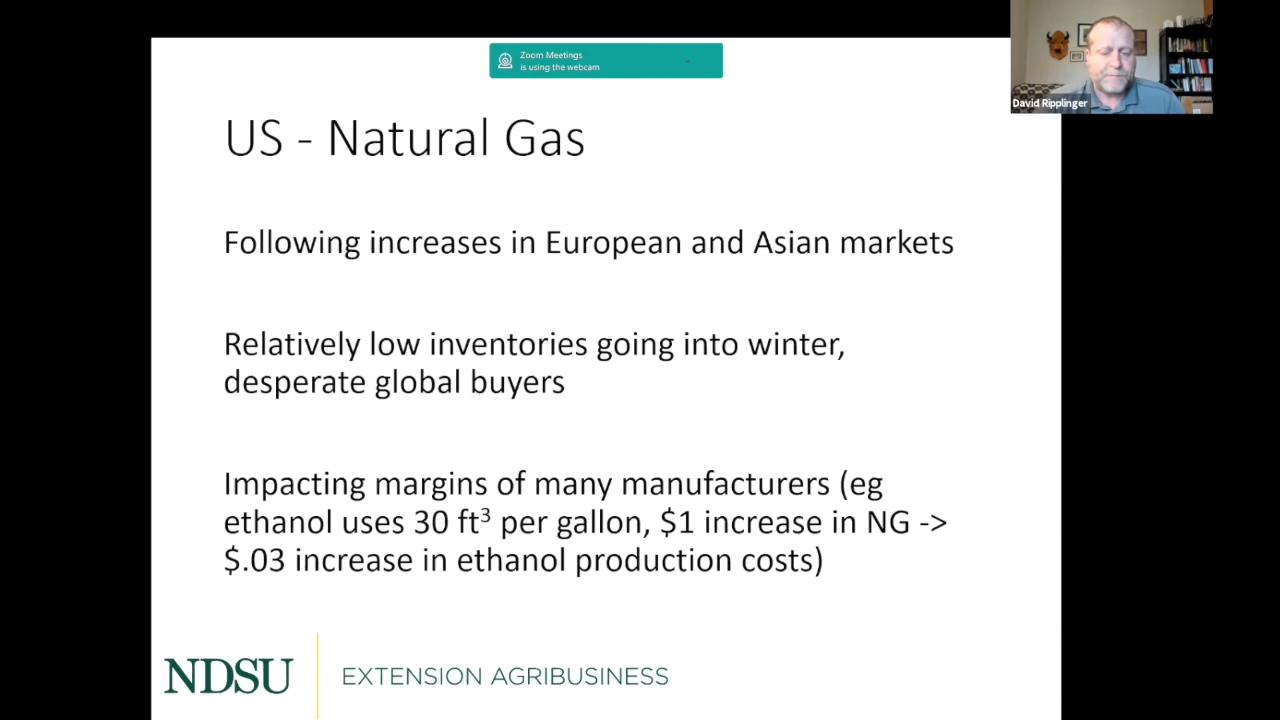 Zoom Meetings
is using the webcam
David Ripplinger
US - Natural Gas
Following increases in European and Asian markets
Relatively low inventories going into winter,
desperate global buyers
Impacting margins of many manufacturers (eg
ethanol uses 30 ft³ per gallon, $1 increase in NG ->
$.03 increase in ethanol production costs)
NDSU
EXTENSION AGRIBUSINESS